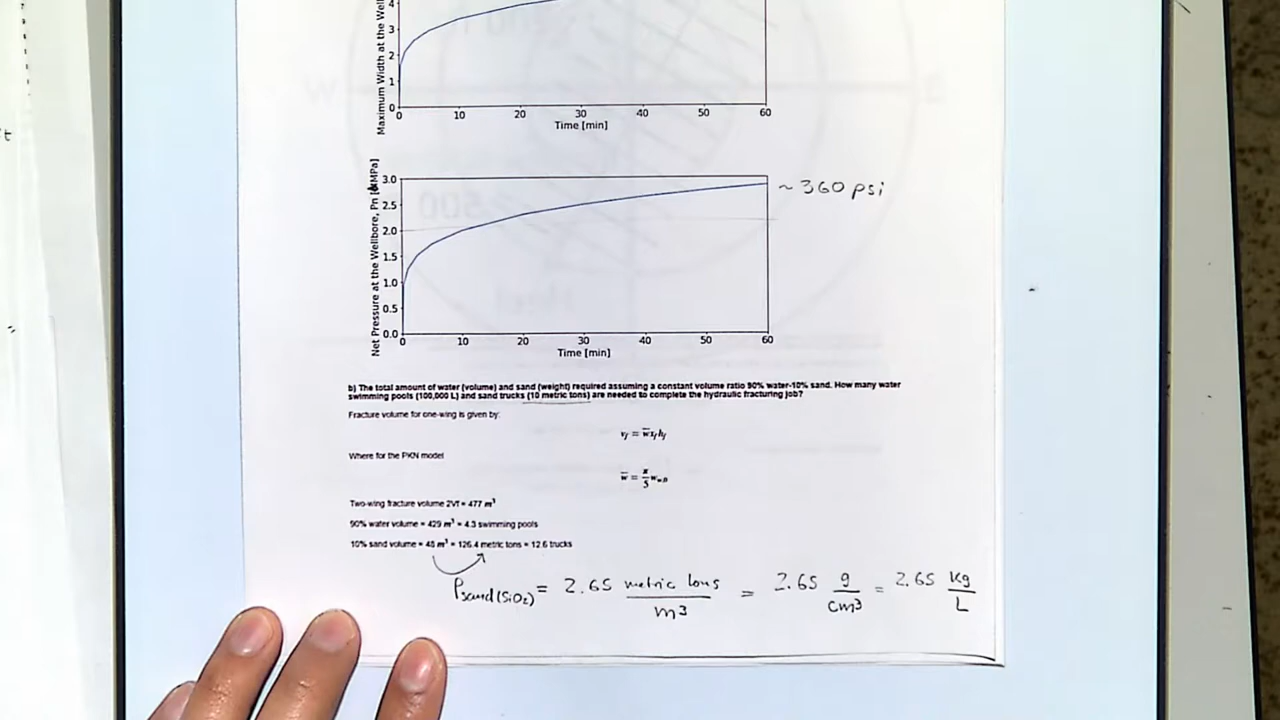 Maximum Width at the Well
4
3
2
1
0
0 10 20 30 40 50 60
Time [min]
Net Pressure at the Wellbore, Pn [MPa]
3.0
2.5
2.0
1.5
1.0
0.5
0.0
0 10 20 30 40 50 60
Time [min]
~ 360 psi
b) The total amount of water (volume) and sand (weight) required assuming a constant volume ratio 90% water-10% sand. How many water
swimming pools (100,000 L) and sand trucks (10 metric tons) are needed to complete the hydraulic fracturing job?
Fracture volume for one-wing is given by:
Where for the PKN model
Two-wing fracture volume 2Vf = 477 m³
90% water volume = 429 m³ = 4.3 swimming pools
10% sand volume = 48 m³ = 126.4 metric tons = 12.6 trucks
ρsand(SiO₂) = 2.65 metric tons/m³ = 2.65 g/cm³ = 2.65 kg/L